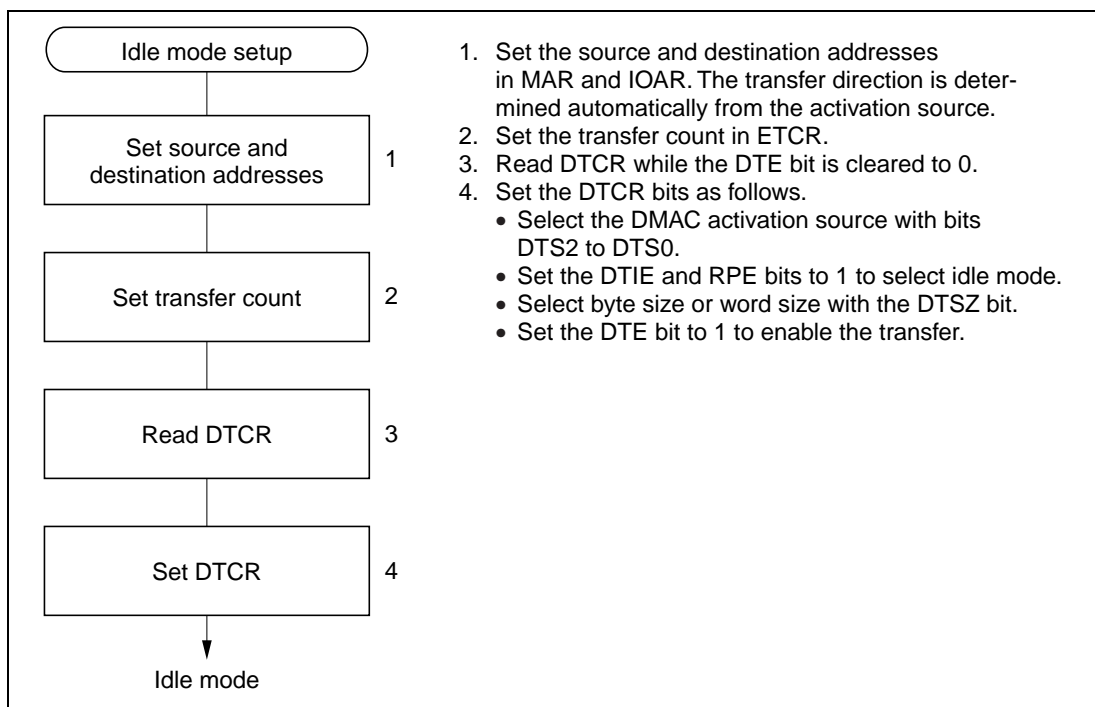 Idle mode setup
Set source and
destination addresses
1
Set transfer count
2
Read DTCR
3
Set DTCR
4
Idle mode
1. Set the source and destination addresses
in MAR and IOAR. The transfer direction is deter-
mined automatically from the activation source.
2. Set the transfer count in ETCR.
3. Read DTCR while the DTE bit is cleared to 0.
4. Set the DTCR bits as follows.
• Select the DMAC activation source with bits
DTS2 to DTS0.
• Set the DTIE and RPE bits to 1 to select idle mode.
• Select byte size or word size with the DTSZ bit.
• Set the DTE bit to 1 to enable the transfer.